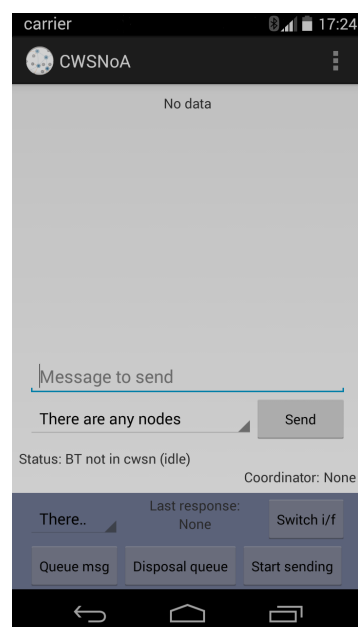 carrier 17:24
CWSNoA
No data
Message to send
There are any nodes Send
Status: BT not in cwsn (idle)
Coordinator: None
There.. Last response: None Switch i/f
Queue msg Disposal queue Start sending